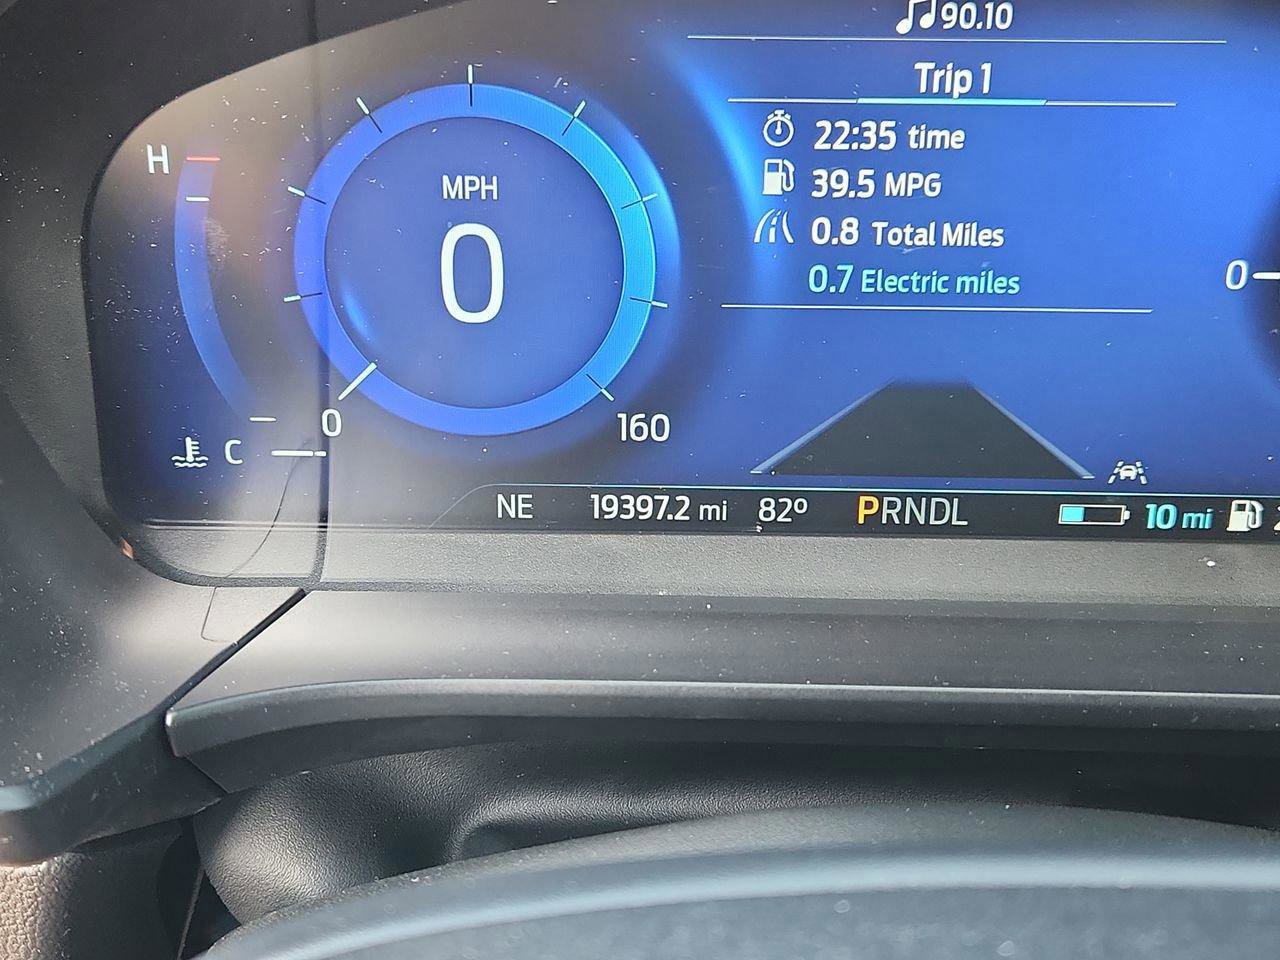 90.10
Trip 1
22:35 time
39.5 MPG
0.8 Total Miles
0.7 Electric miles
H
MPH
0
0
0
160
C
NE 19397.2 mi 82º PRNDL 10 mi